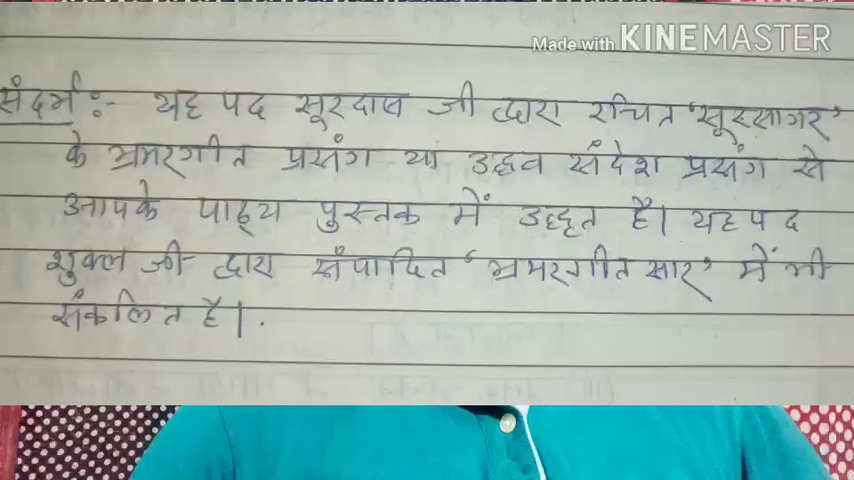 Made with KINEMASTER
संदर्भ :- यह पद सूरदास जी द्वारा रचित 'सूरसागर'
के भ्रमरगीत प्रसंग या उद्धव संदेश प्रसंग से
आपके पाठ्य पुस्तक में उद्धृत है। यह पद
शुक्ल जी द्वारा संपादित 'भ्रमरगीत सार' में भी
संकलित है।.